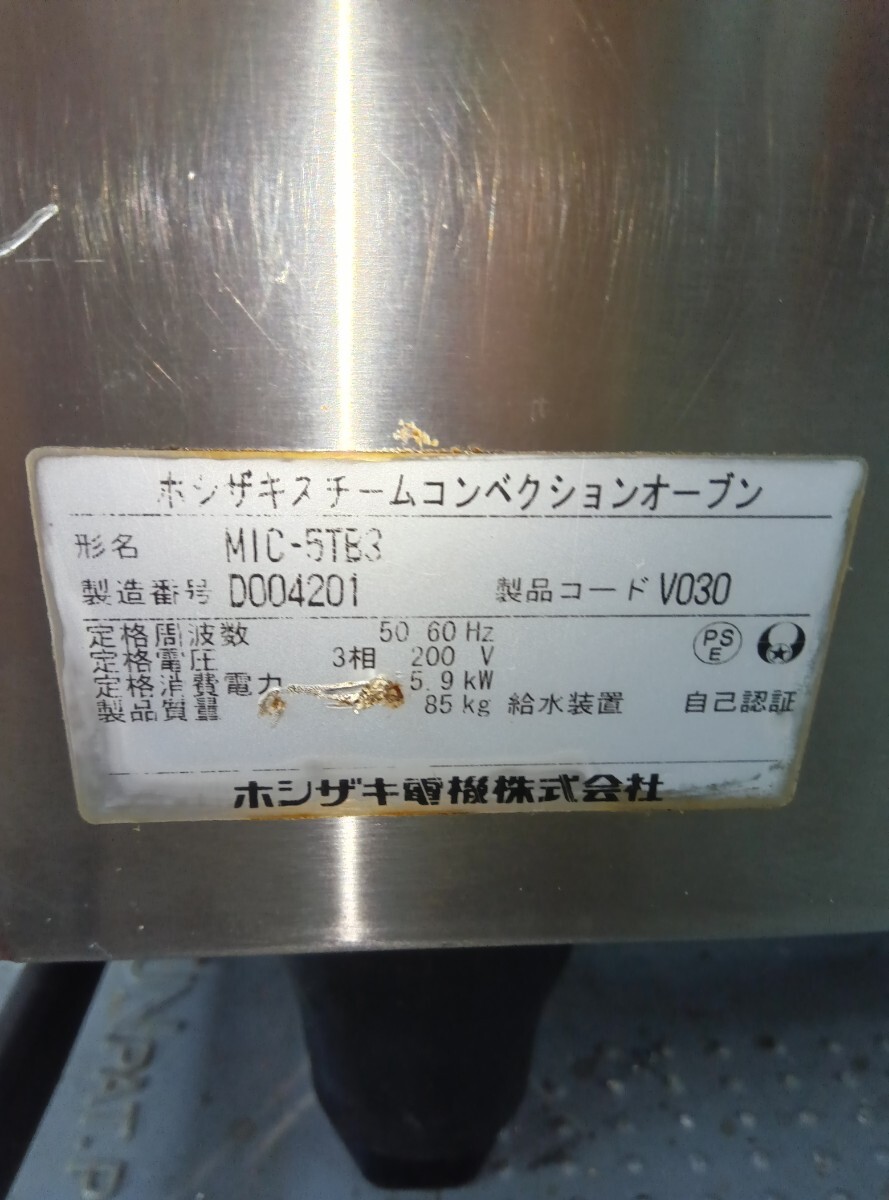 ホシザキスチームコンベクションオーブン
形名 MIC-5TB3
製造番号 D004201 製品コード V030
定格周波数 50 60 Hz
定格電圧 3相 200 V
定格消費電力 5.9 kW
製品質量 85 kg 給水装置 自己認証
PS
E
ホシザキ電機株式会社